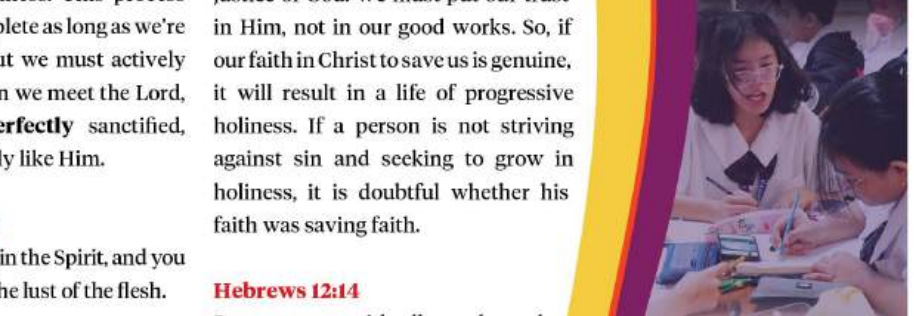 plete as long as we're
ut we must actively
n we meet the Lord,
erfectly sanctified,
ly like Him.
in the Spirit, and you
he lust of the flesh.
in Him, not in our good works. So, if
our faith in Christ to save us is genuine,
it will result in a life of progressive
holiness. If a person is not striving
against sin and seeking to grow in
holiness, it is doubtful whether his
faith was saving faith.
Hebrews 12:14